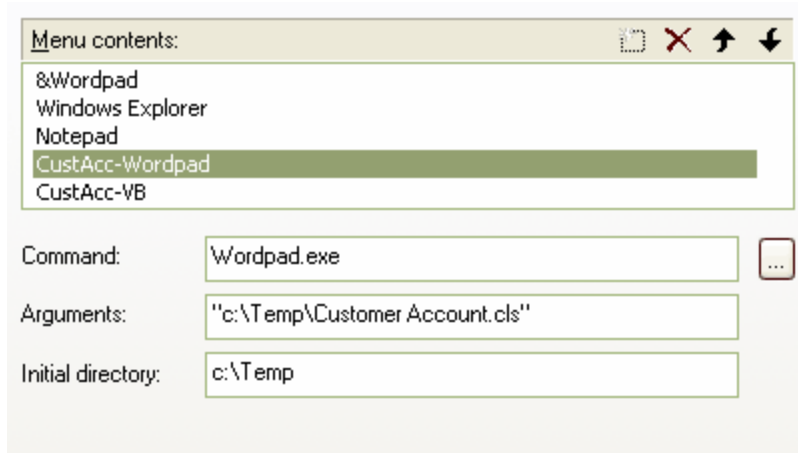 Menu contents:
&Wordpad
Windows Explorer
Notepad
CustAcc-Wordpad
CustAcc-VB
Command: Wordpad.exe ...
Arguments: "c:\Temp\Customer Account.cls"
Initial directory: c:\Temp